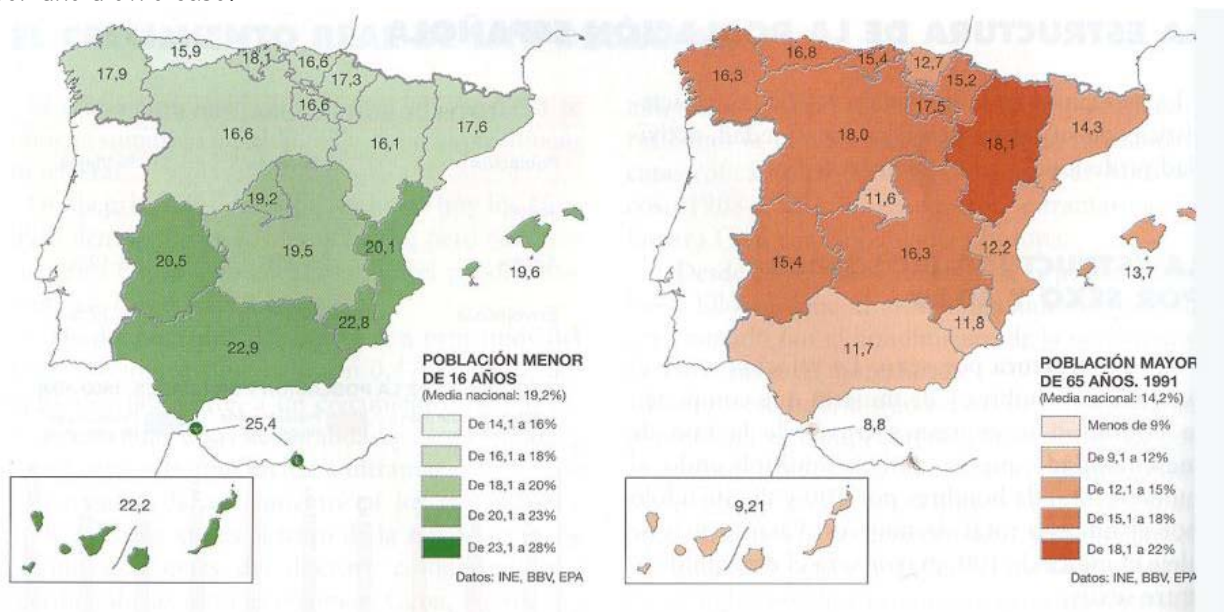 15,9
18,1
16,6
17,9
17,3
16,6
17,6
16,6
16,1
19,2
19,5
20,1
20,5
19,6
22,8
22,9
25,4
22,2
POBLACIÓN MENOR
DE 16 AÑOS
(Media nacional: 19,2%)
De 14,1 a 16%
De 16,1 a 18%
De 18,1 a 20%
De 20,1 a 23%
De 23,1 a 28%
Datos: INE, BBV, EPA
16,8
15,4
12,7
16,3
15,2
17,5
14,3
18,0
18,1
11,6
12,2
16,3
15,4
13,7
11,8
11,7
8,8
9,21
POBLACIÓN MAYOR
DE 65 AÑOS. 1991
(Media nacional: 14,2%)
Menos de 9%
De 9,1 a 12%
De 12,1 a 15%
De 15,1 a 18%
De 18,1 a 22%
Datos: INE, BBV, EPA